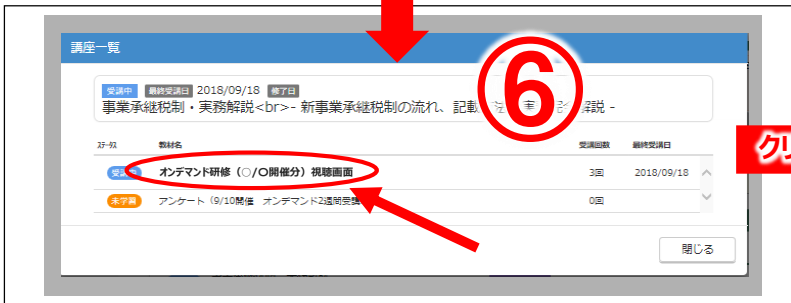 講座一覧
⑥
受講中 最終受講日 2018/09/18 修了日
事業承継税制・実務解説<br>- 新事業承継税制の流れ、記載 解説 -
ステータス 教材名 受講回数 最終受講日
受講中 オンデマンド研修（○/○開催分）視聴画面 3回 2018/09/18
未学習 アンケート（9/10開催 オンデマンド2週間受講 0回
閉じる
クリ